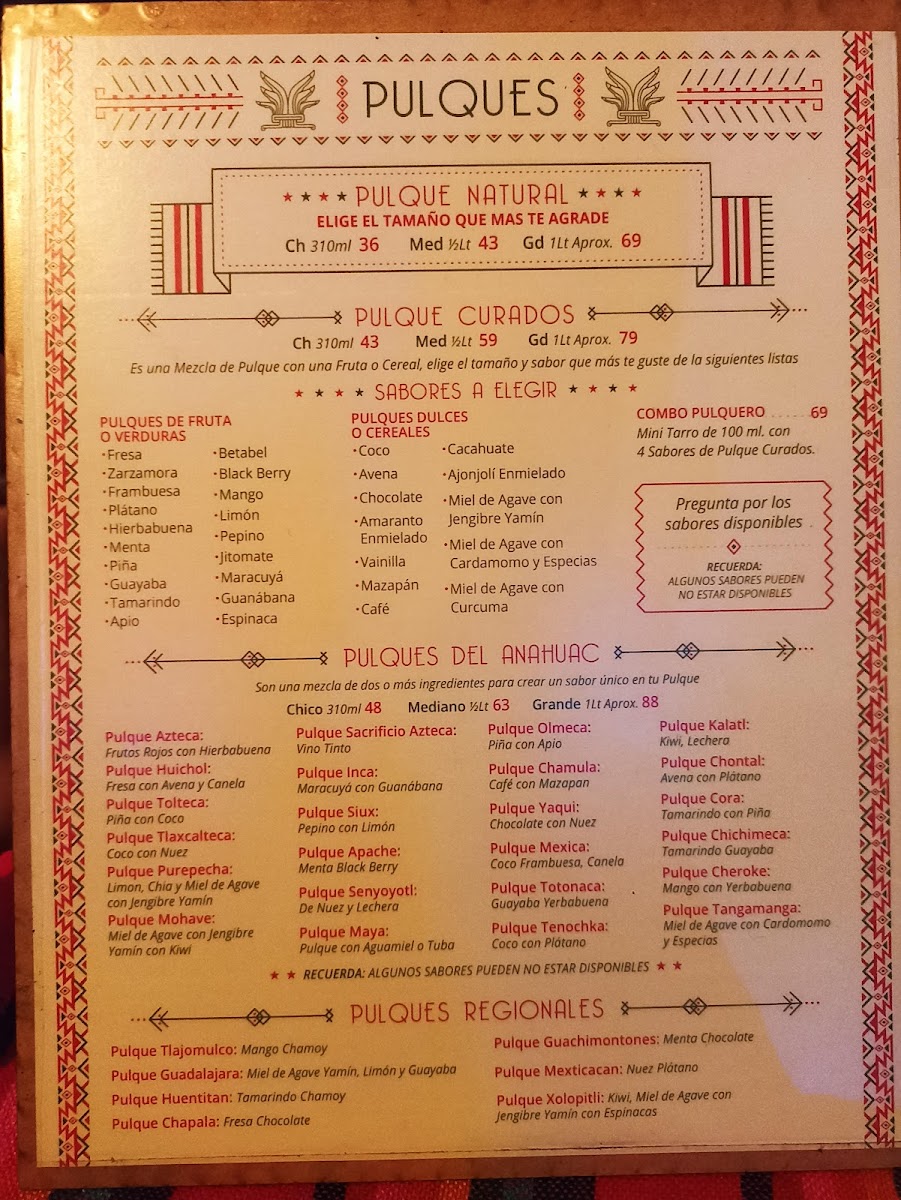 PULQUES
PULQUE NATURAL
ELIGE EL TAMAÑO QUE MAS TE AGRADE
Ch 310ml 36 Med ½Lt 43 Gd 1Lt Aprox. 69
PULQUE CURADOS
Ch 310ml 43 Med ½Lt 59 Gd 1Lt Aprox. 79
Es una Mezcla de Pulque con una Fruta o Cereal, elige el tamaño y sabor que más te guste de la siguientes listas
SABORES A ELEGIR
PULQUES DE FRUTA
O VERDURAS
·Fresa
·Zarzamora
·Frambuesa
·Plátano
·Hierbabuena
·Menta
·Piña
·Guayaba
·Tamarindo
·Apio
·Betabel
·Black Berry
·Mango
·Limón
·Pepino
·Jitomate
·Maracuyá
·Guanábana
·Espinaca
PULQUES DULCES
O CEREALES
·Coco
·Avena
·Chocolate
·Amaranto
Enmielado
·Vainilla
·Mazapán
·Café
·Cacahuate
·Ajonjolí Enmielado
·Miel de Agave con
Jengibre Yamín
·Miel de Agave con
Cardamomo y Especias
·Miel de Agave con
Curcuma
COMBO PULQUERO ...... 69
Mini Tarro de 100 ml. con
4 Sabores de Pulque Curados.
Pregunta por los
sabores disponibles
RECUERDA:
ALGUNOS SABORES PUEDEN
NO ESTAR DISPONIBLES
PULQUES DEL ANAHUAC
Son una mezcla de dos o más ingredientes para crear un sabor único en tu Pulque
Chico 310ml 48 Mediano ½Lt 63 Grande 1Lt Aprox. 88
Pulque Azteca:
Frutos Rojos con Hierbabuena
Pulque Huichol:
Fresa con Avena y Canela
Pulque Tolteca:
Piña con Coco
Pulque Tlaxcalteca:
Coco con Nuez
Pulque Purepecha:
Limon, Chia y Miel de Agave
con Jengibre Yamín
Pulque Mohave:
Miel de Agave con Jengibre
Yamín con Kiwi
Pulque Sacrificio Azteca:
Vino Tinto
Pulque Inca:
Maracuyá con Guanábana
Pulque Siux:
Pepino con Limón
Pulque Apache:
Menta Black Berry
Pulque Senyoyotl:
De Nuez y Lechera
Pulque Maya:
Pulque con Aguamiel o Tuba
Pulque Olmeca:
Piña con Apio
Pulque Chamula:
Café con Mazapan
Pulque Yaqui:
Chocolate con Nuez
Pulque Mexica:
Coco Frambuesa, Canela
Pulque Totonaca:
Guayaba Yerbabuena
Pulque Tenochka:
Coco con Plátano
Pulque Kalatl:
Kiwi, Lechera
Pulque Chontal:
Avena con Plátano
Pulque Cora:
Tamarindo con Piña
Pulque Chichimeca:
Tamarindo Guayaba
Pulque Cheroke:
Mango con Yerbabuena
Pulque Tangamanga:
Miel de Agave con Cardomomo
y Especias
RECUERDA: ALGUNOS SABORES PUEDEN NO ESTAR DISPONIBLES
PULQUES REGIONALES
Pulque Tlajomulco: Mango Chamoy
Pulque Guadalajara: Miel de Agave Yamín, Limón y Guayaba
Pulque Huentitan: Tamarindo Chamoy
Pulque Chapala: Fresa Chocolate
Pulque Guachimontones: Menta Chocolate
Pulque Mexticacan: Nuez Plátano
Pulque Xolopitli: Kiwi, Miel de Agave con
Jengibre Yamín con Espinacas